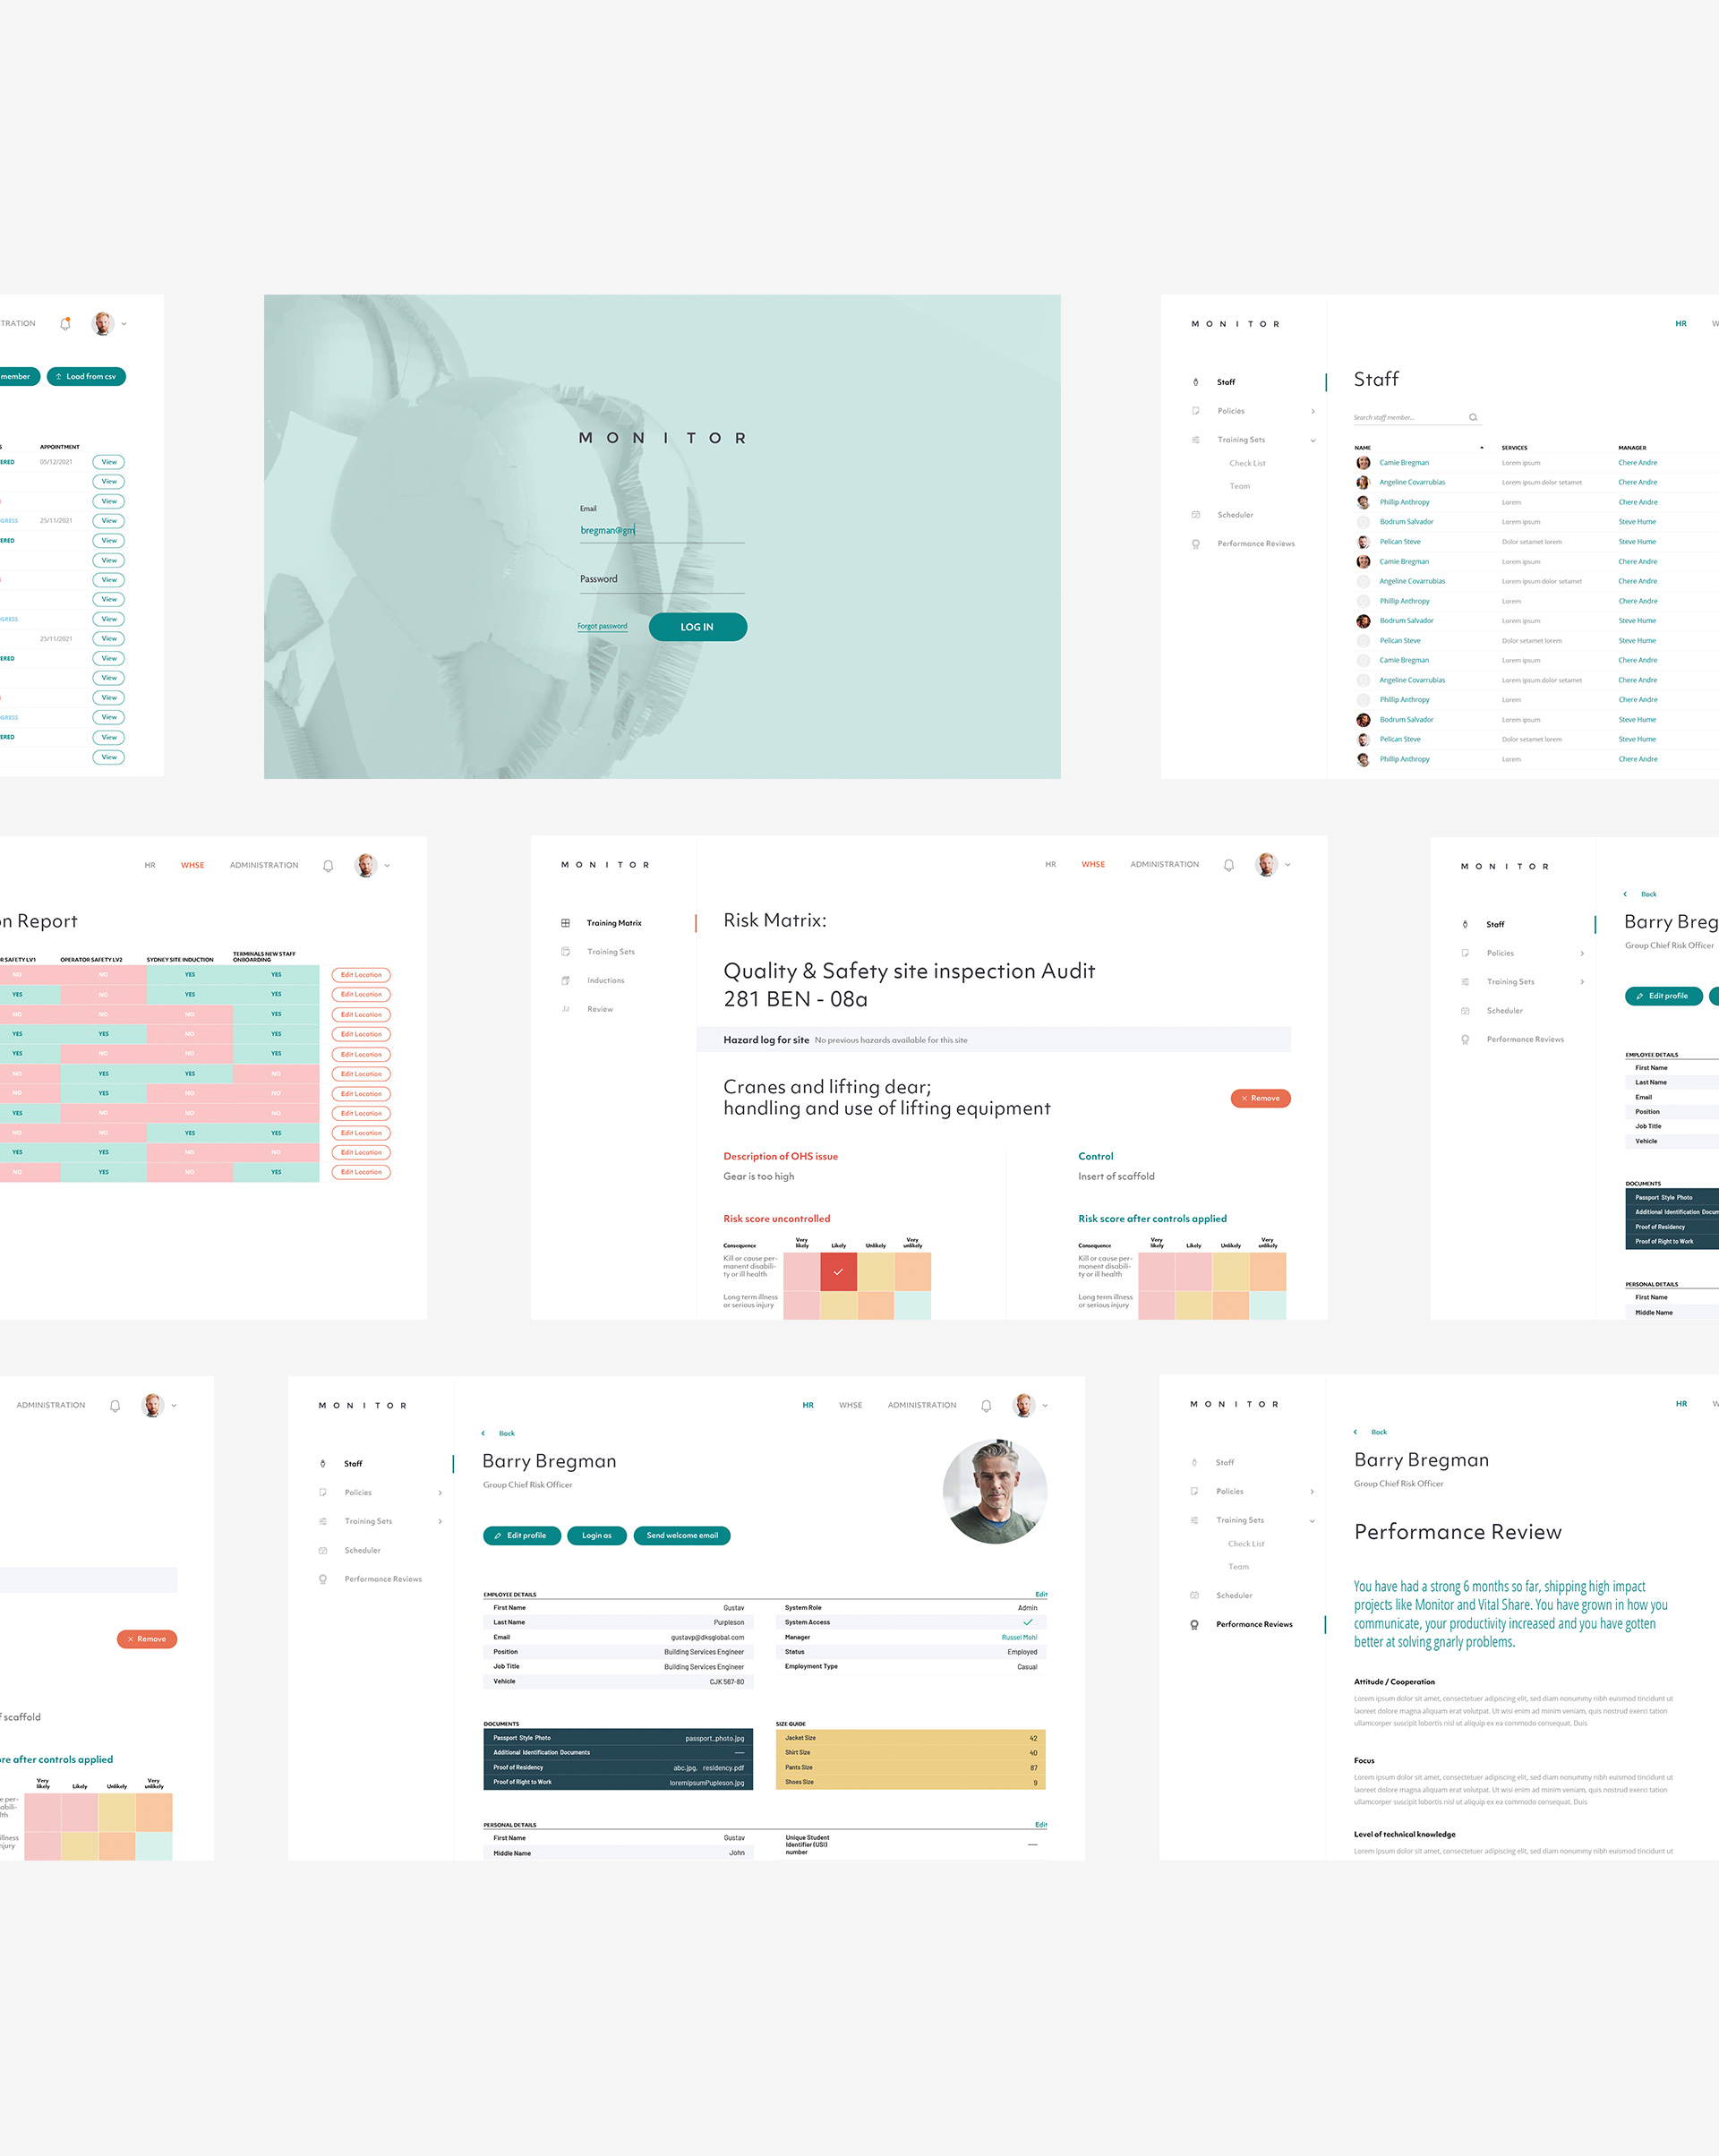 ADMINISTRATION
member
Load from csv
APPOINTMENT
05/12/2021
View
View
View
25/11/2021
View
View
View
View
View
View
25/11/2021
View
View
View
View
View
View
View
MONITOR
Email
bregman@gm
Password
Forgot password
LOG IN
MONITOR
HR
Staff
Policies
Training Sets
Check List
Team
Scheduler
Performance Reviews
Staff
Search staff member...
NAME SERVICES MANAGER
Camie Bregman Lorem ipsum Chere Andre
Angeline Covarrubias Lorem ipsum dolor setamet Chere Andre
Phillip Anthropy Lorem Chere Andre
Bodrum Salvador Lorem ipsum Steve Hume
Pelican Steve Dolor setamet lorem Steve Hume
Camie Bregman Lorem ipsum Chere Andre
Angeline Covarrubias Lorem ipsum dolor setamet Chere Andre
Phillip Anthropy Lorem Chere Andre
Bodrum Salvador Lorem ipsum Steve Hume
Pelican Steve Dolor setamet lorem Steve Hume
Camie Bregman Lorem ipsum Chere Andre
Angeline Covarrubias Lorem ipsum dolor setamet Chere Andre
Phillip Anthropy Lorem Chere Andre
Bodrum Salvador Lorem ipsum Steve Hume
Pelican Steve Dolor setamet lorem Steve Hume
Phillip Anthropy Lorem Chere Andre
HR WHSE ADMINISTRATION
Report
SAFETY LV1 OPERATOR SAFETY LV2 SYDNEY SITE INDUCTION TERMINALS NEW STAFF
ONBOARDING
NO NO YES YES Edit Location
YES NO YES YES Edit Location
NO NO NO YES Edit Location
YES YES NO YES Edit Location
YES NO NO YES Edit Location
NO YES YES NO Edit Location
NO YES NO NO Edit Location
YES NO NO NO Edit Location
NO NO YES YES Edit Location
YES YES NO NO Edit Location
NO YES NO YES Edit Location
MONITOR
HR WHSE ADMINISTRATION
Training Matrix
Training Sets
Inductions
Review
Risk Matrix:
Quality & Safety site inspection Audit
281 BEN - 08a
Hazard log for site No previous hazards available for this site
Cranes and lifting dear;
handling and use of lifting equipment
Remove
Description of OHS issue
Gear is too high
Control
Insert of scaffold
Risk score uncontrolled
Consequence Very likely Likely Unlikely Very unlikely
Kill or cause per-
manent disabili-
ty or ill health
Long term illness
or serious injury
Risk score after controls applied
Consequence Very likely Likely Unlikely Very unlikely
Kill or cause per-
manent disabili-
ty or ill health
Long term illness
or serious injury
MONITOR
Staff
Policies
Training Sets
Scheduler
Performance Reviews
Back
Barry Breg
Group Chief Risk Officer
Edit profile
EMPLOYEE DETAILS
First Name
Last Name
Email
Position
Job Title
Vehicle
DOCUMENTS
Passport Style Photo
Additional Identification Docum
Proof of Residency
Proof of Right to Work
PERSONAL DETAILS
First Name
Middle Name
ADMINISTRATION
Remove
scaffold
re after controls applied
Very likely Likely Unlikely Very unlikely
MONITOR
HR WHSE ADMINISTRATION
Staff
Policies
Training Sets
Scheduler
Performance Reviews
Back
Barry Bregman
Group Chief Risk Officer
Edit profile Login as Send welcome email
EMPLOYEE DETAILS Edit
First Name Gustav
Last Name Purpleson
Email gustavp@dksglobal.com
Position Building Services Engineer
Job Title Building Services Engineer
Vehicle CJK 567-80
System Role Admin
System Access
Manager Russel Mehl
Status Employed
Employment Type Casual
DOCUMENTS
Passport Style Photo passport_photo.jpg
Additional Identification Documents —
Proof of Residency abc.jpg, residency.pdf
Proof of Right to Work loremipsumPupleson.jpg
SIZE GUIDE
Jacket Size 42
Shirt Size 40
Pants Size 87
Shoes Size 9
PERSONAL DETAILS Edit
First Name Gustav
Middle Name John
Unique Student
Identifier (USI)
number —
MONITOR
HR
Staff
Policies
Training Sets
Check List
Team
Scheduler
Performance Reviews
Back
Barry Bregman
Group Chief Risk Officer
Performance Review
You have had a strong 6 months so far, shipping high impact
projects like Monitor and Vital Share. You have grown in how you
communicate, your productivity increased and you have gotten
better at solving gnarly problems.
Attitude / Cooperation
Lorem ipsum dolor sit amet, consectetuer adipiscing elit, sed diam nonummy nibh euismod tincidunt ut
laoreet dolore magna aliquam erat volutpat. Ut wisi enim ad minim veniam, quis nostrud exerci tation
ullamcorper suscipit lobortis nisl ut aliquip ex ea commodo consequat. Duis
Focus
Lorem ipsum dolor sit amet, consectetuer adipiscing elit, sed diam nonummy nibh euismod tincidunt ut
laoreet dolore magna aliquam erat volutpat. Ut wisi enim ad minim veniam, quis nostrud exerci tation
ullamcorper suscipit lobortis nisl ut aliquip ex ea commodo consequat. Duis
Level of technical knowledge
Lorem ipsum dolor sit amet, consectetuer adipiscing elit, sed diam nonummy nibh euismod tincidunt ut